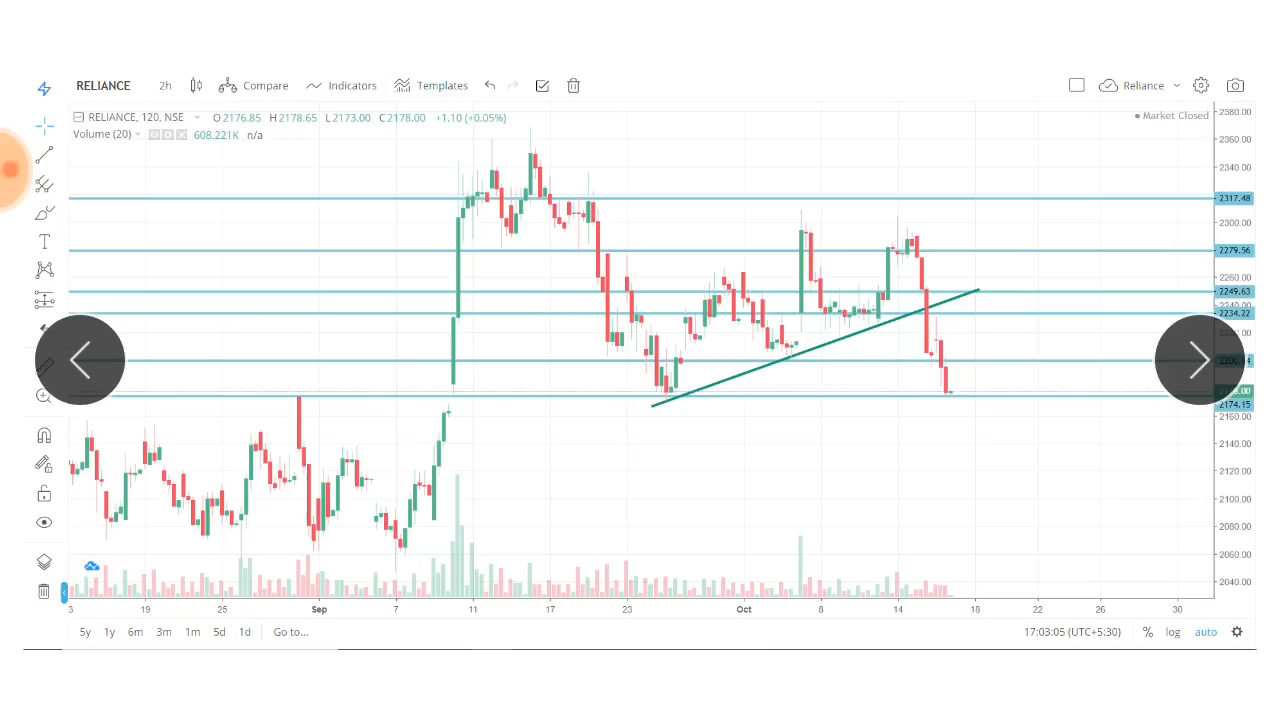 RELIANCE 2h Compare Indicators Templates Reliance
RELIANCE, 120, NSE O 2176.85 H 2178.65 L 2173.00 C 2178.00 +1.10 (+0.05%)
Market Closed
Volume (20) 608.221K n/a
2380.00
2360.00
2340.00
2317.48
2300.00
2279.56
2260.00
2249.63
2240.00
2234.22
2174.15
2160.00
2140.00
2120.00
2100.00
2080.00
2060.00
2040.00
3 19 25 Sep 7 11 17 23 Oct 8 14 18 22 26 30
5y 1y 6m 3m 1m 5d 1d Go to... 17:03:05 (UTC+5:30) % log auto
T